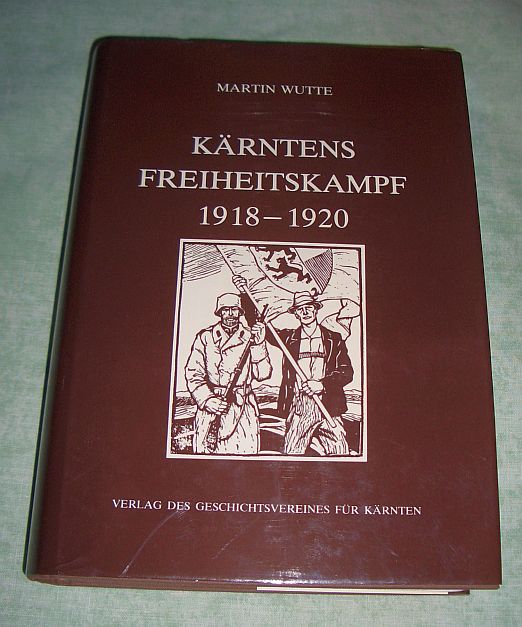 MARTIN WUTTE
KÄRNTENS
FREIHEITSKAMPF
1918–1920
VERLAG DES GESCHICHTSVEREINES FÜR KÄRNTEN